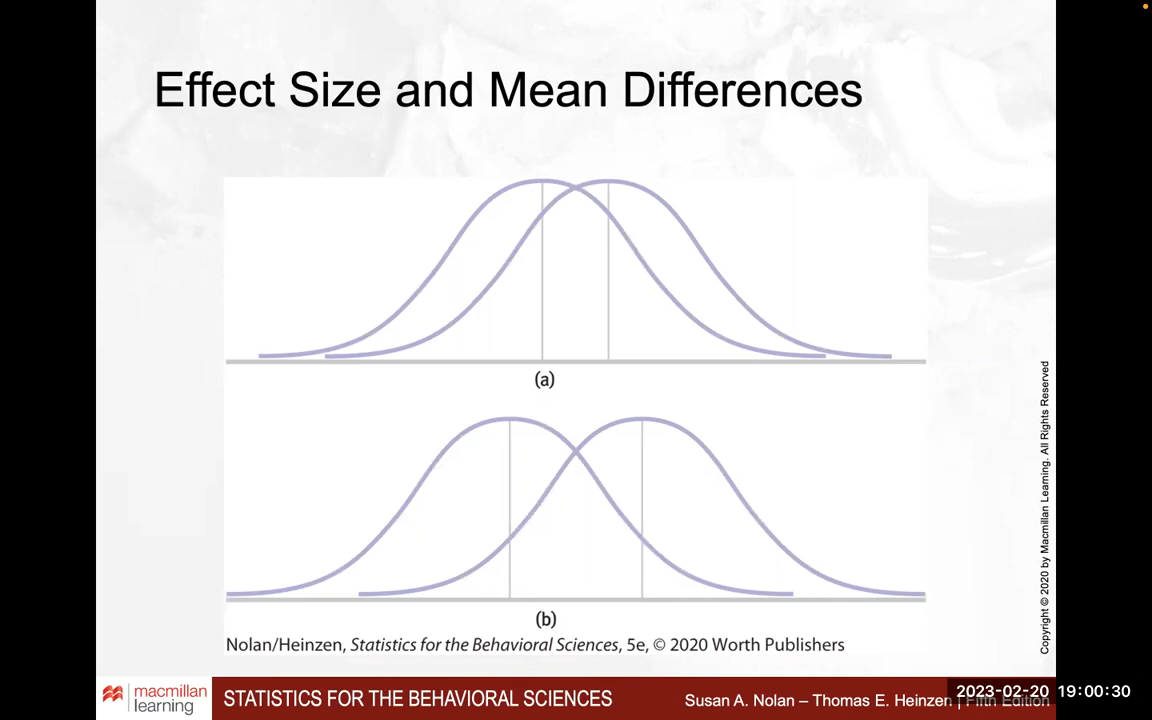 Effect Size and Mean Differences
(a)
(b)
Nolan/Heinzen, Statistics for the Behavioral Sciences, 5e, © 2020 Worth Publishers
Copyright © 2020 by Macmillan Learning. All Rights Reserved
macmillan
learning
STATISTICS FOR THE BEHAVIORAL SCIENCES
Susan A. Nolan – Thomas E. Heinzen | Fifth Edition
2023-02-20 19:00:30